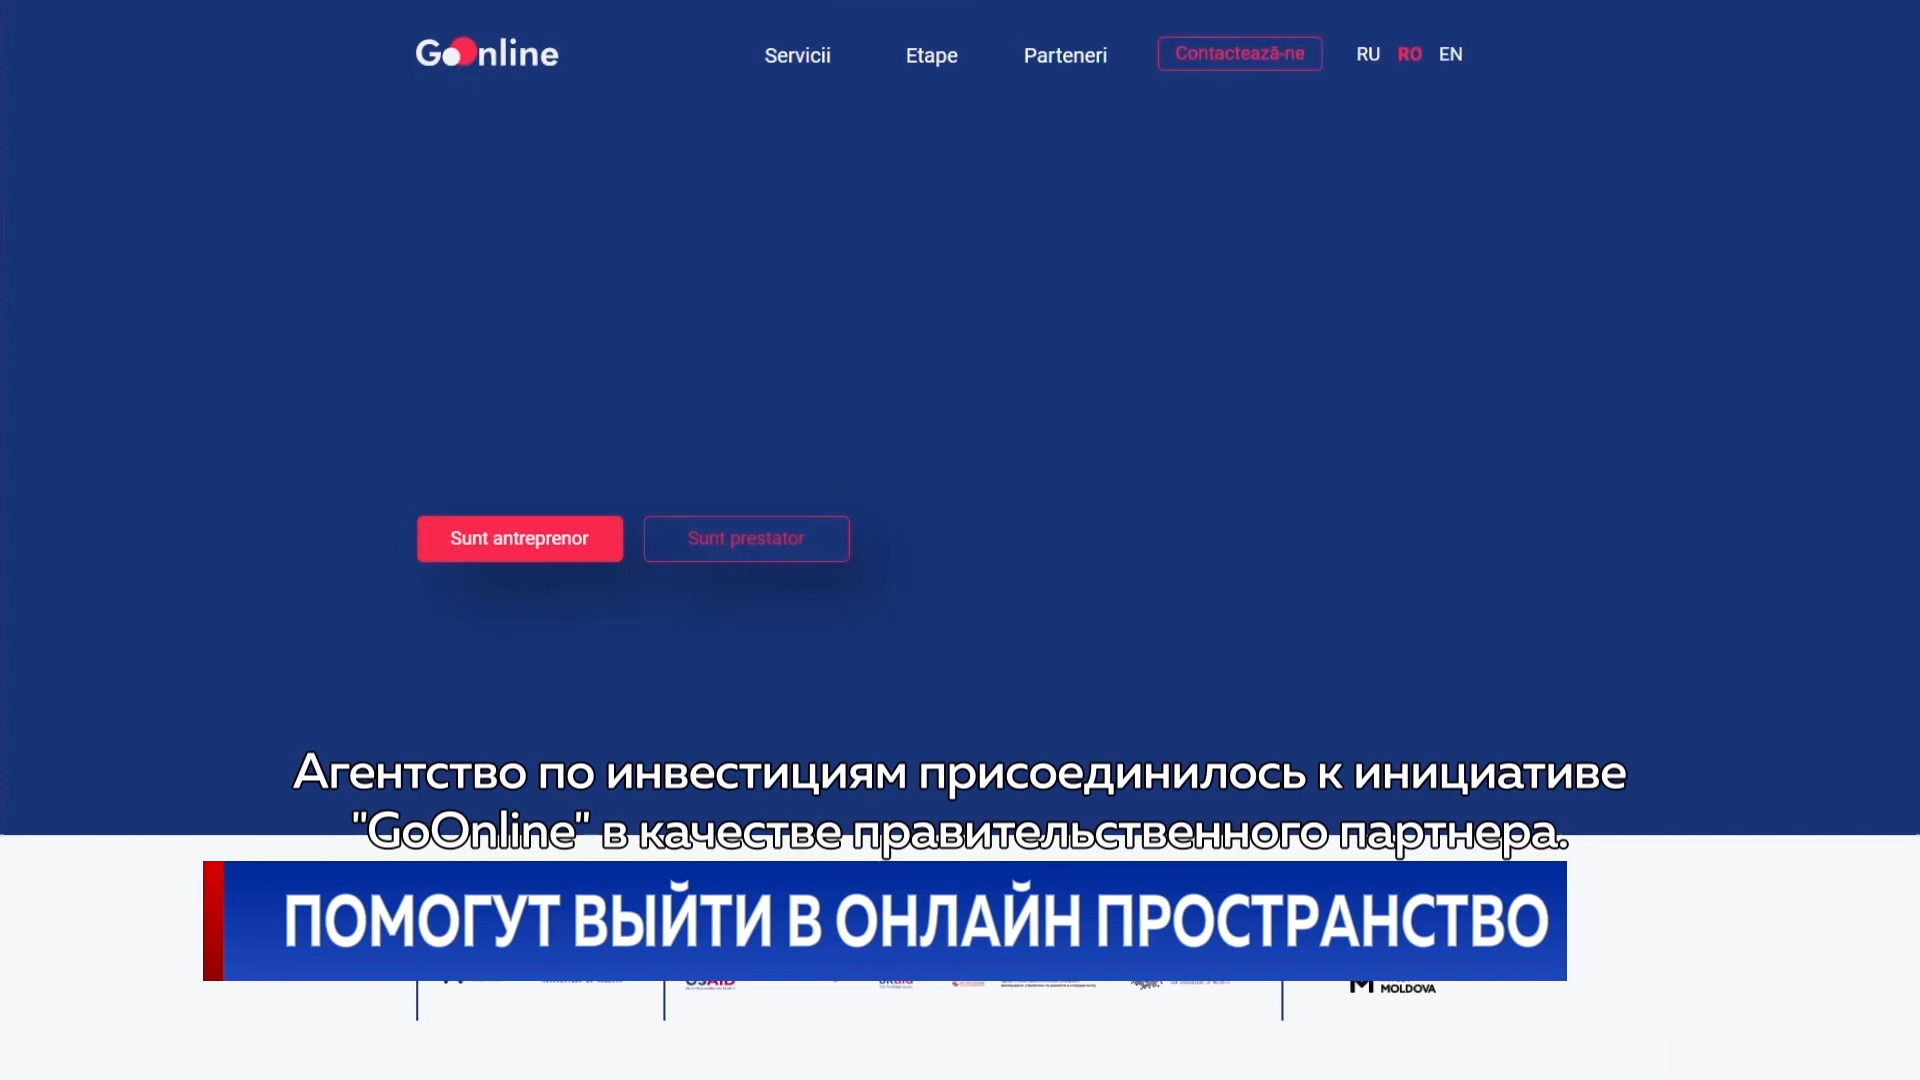 GoOnline
Servicii
Etape
Parteneri
Contactează-ne
RU RO EN
Sunt antreprenor
Sunt prestator
Агентство по инвестициям присоединилось к инициативе
"GoOnline" в качестве правительственного партнера.
ПОМОГУТ ВЫЙТИ В ОНЛАЙН ПРОСТРАНСТВО
USAID
MOLDOVA